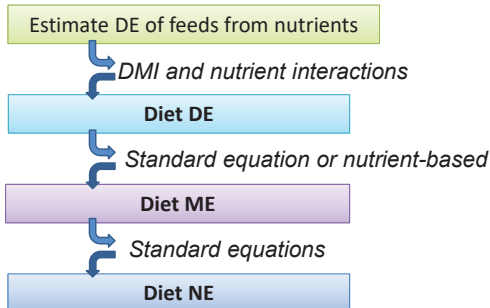 Estimate DE of feeds from nutrients
DMI and nutrient interactions
Diet DE
Standard equation or nutrient-based
Diet ME
Standard equations
Diet NE